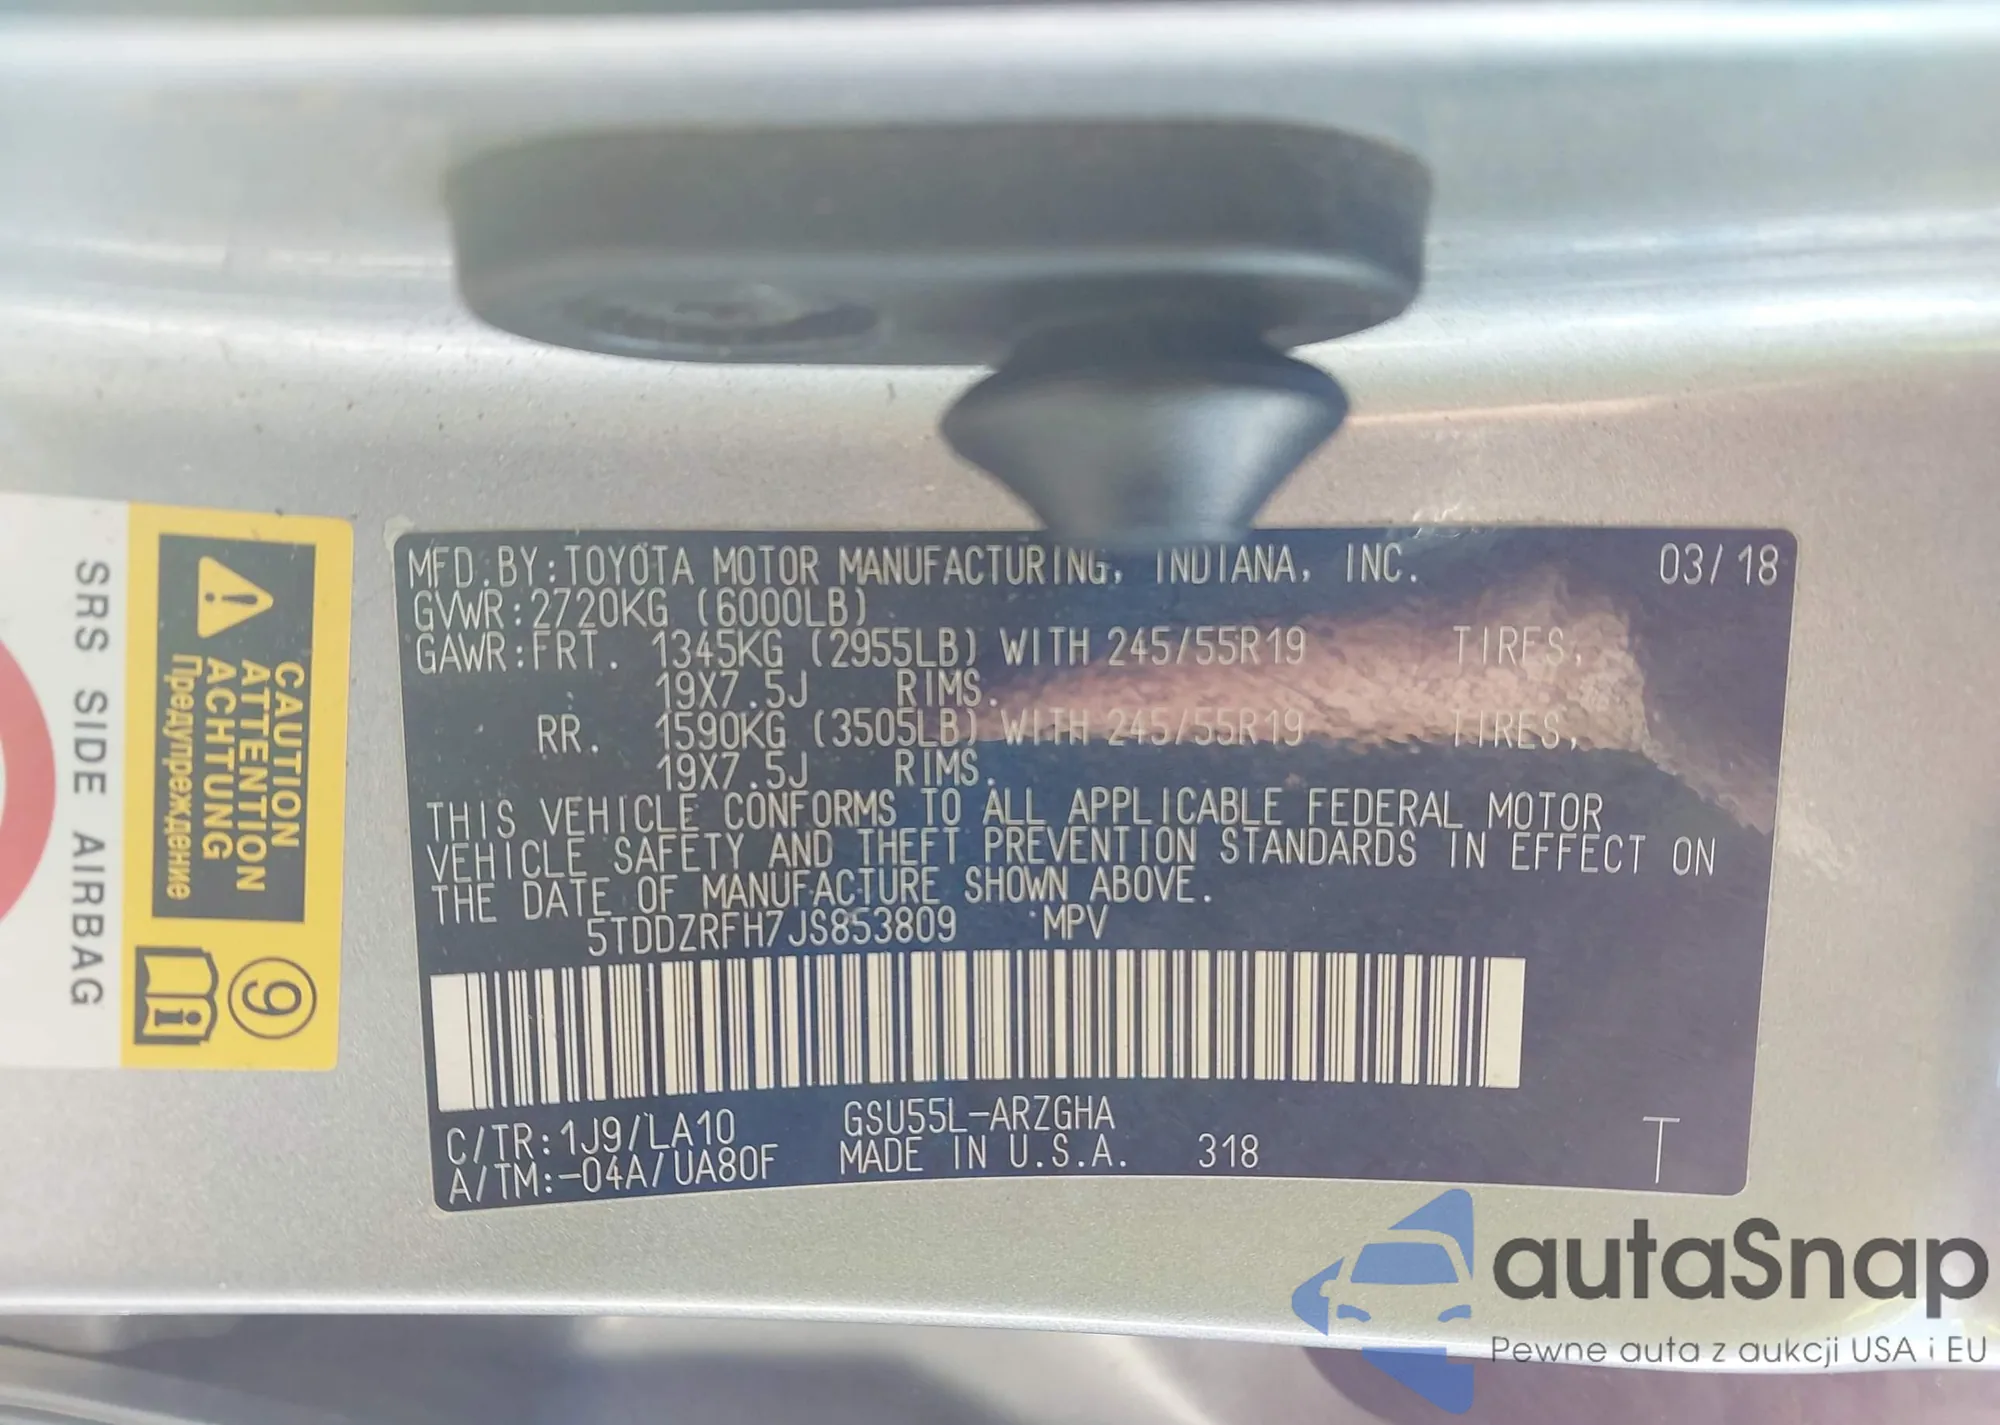 MFD.BY:TOYOTA MOTOR MANUFACTURING, INDIANA, INC. 03/18
GVWR:2720KG (6000LB)
GAWR:FRT. 1345KG (2955LB) WITH 245/55R19 TIRES,
19X7.5J RIMS.
RR. 1590KG (3505LB) WITH 245/55R19 TIRES,
19X7.5J RIMS.
THIS VEHICLE CONFORMS TO ALL APPLICABLE FEDERAL MOTOR
VEHICLE SAFETY AND THEFT PREVENTION STANDARDS IN EFFECT ON
THE DATE OF MANUFACTURE SHOWN ABOVE.
5TDDZRFH7JS853809 MPV
C/TR:1J9/LA10 GSU55L-ARZGHA
A/TM:-04A/UA80F MADE IN U.S.A. 318 T
CAUTION
ATTENTION
ACHTUNG
Предупреждение
9
SRS SIDE AIRBAG
autaSnap
Pewne auta z aukcji USA i EU